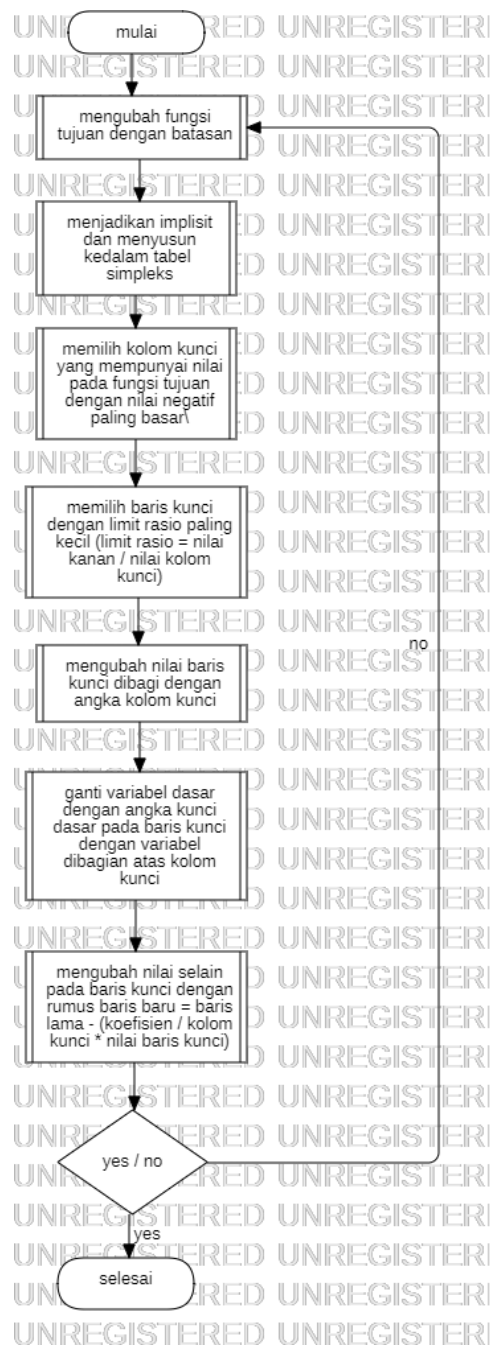 mulai
mengubah fungsi
tujuan dengan batasan
menjadikan implisit
dan menyusun
kedalam tabel
simpleks
memilih kolom kunci
yang mempunyai nilai
pada fungsi tujuan
dengan nilai negatif
paling basar\
memilih baris kunci
dengan limit rasio paling
kecil (limit rasio = nilai
kanan / nilai kolom
kunci)
no
mengubah nilai baris
kunci dibagi dengan
angka kolom kunci
ganti variabel dasar
dengan angka kunci
dasar pada baris kunci
dengan variabel
dibagian atas kolom
kunci
mengubah nilai selain
pada baris kunci dengan
rumus baris baru = baris
lama - (koefisien / kolom
kunci * nilai baris kunci)
yes / no
yes
selesai
UNREGISTERED UNREGISTERED